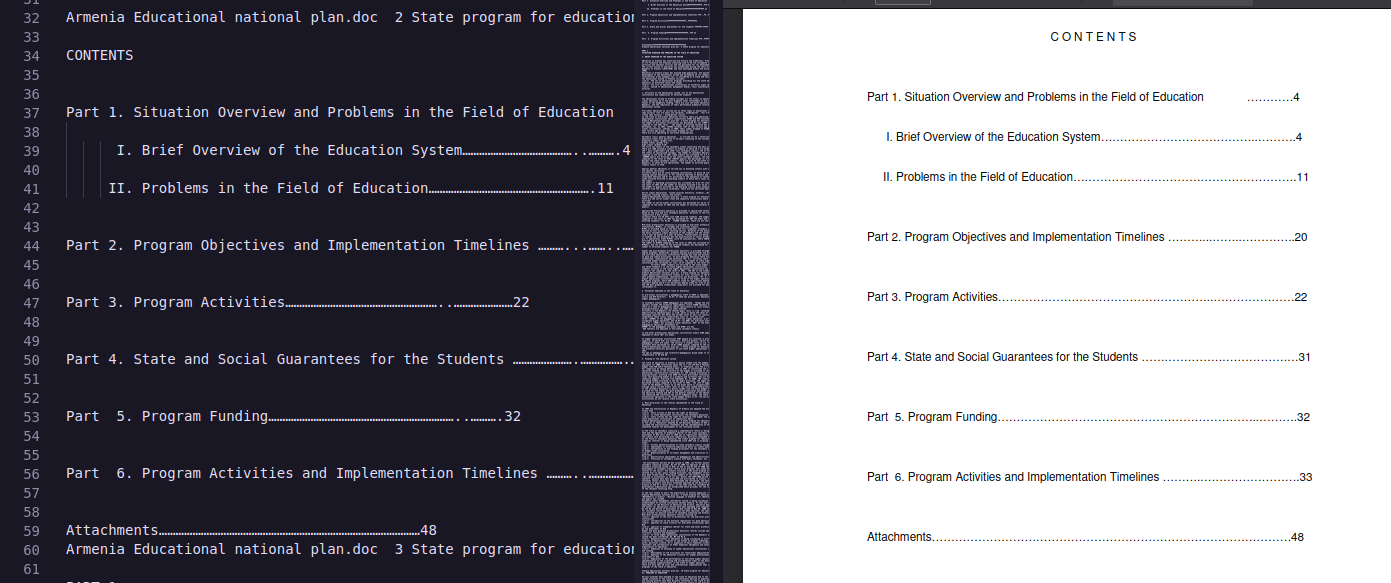 31
32 Armenia Educational national plan.doc  2 State program for education
33
34 CONTENTS
35
36
37 Part 1. Situation Overview and Problems in the Field of Education
38
39 I. Brief Overview of the Education System……………………………………..……….4
40
41 II. Problems in the Field of Education…………………………………………………….11
42
43
44 Part 2. Program Objectives and Implementation Timelines ………...……..…
45
46
47 Part 3. Program Activities…………………………………………………..…………………22
48
49
50 Part 4. State and Social Guarantees for the Students …………………..
51
52
53 Part  5. Program Funding………………………………………………………………..……….32
54
55
56 Part  6. Program Activities and Implementation Timelines ………..……………
57
58
59 Attachments………………………………………………………………………………………48
60 Armenia Educational national plan.doc  3 State program for education
61
CONTENTS
Part 1. Situation Overview and Problems in the Field of Education …………4
I. Brief Overview of the Education System……………………………………..……….4
II. Problems in the Field of Education…………………………………………………….11
Part 2. Program Objectives and Implementation Timelines ………....……..…………….20
Part 3. Program Activities…………………………………………………..…………………22
Part 4. State and Social Guarantees for the Students …………………..…………………31
Part  5. Program Funding………………………………………………………………..……….32
Part  6. Program Activities and Implementation Timelines ………..……………………….33
Attachments………………………………………………………………………………………48